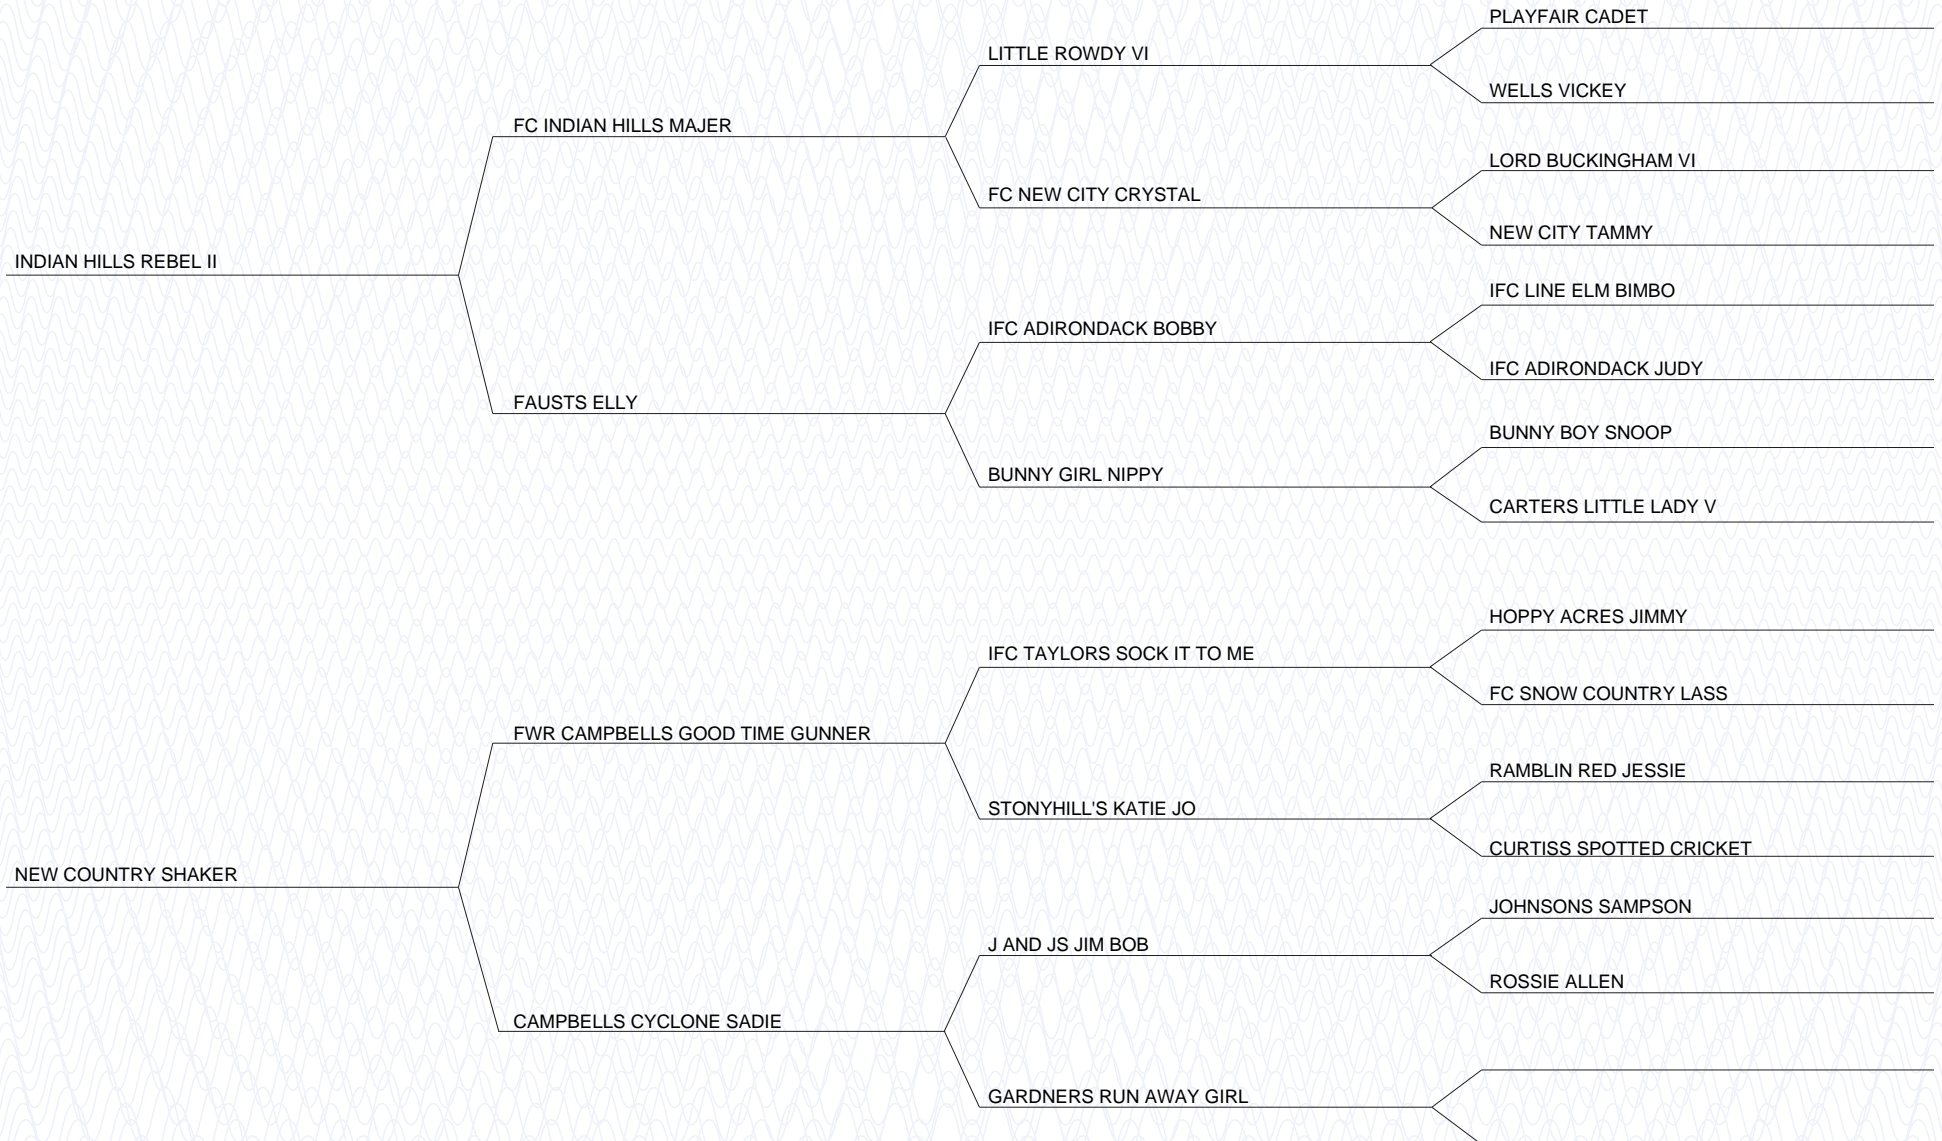 PLAYFAIR CADET
LITTLE ROWDY VI
WELLS VICKEY
FC INDIAN HILLS MAJER
LORD BUCKINGHAM VI
FC NEW CITY CRYSTAL
NEW CITY TAMMY
INDIAN HILLS REBEL II
IFC LINE ELM BIMBO
IFC ADIRONDACK BOBBY
IFC ADIRONDACK JUDY
FAUSTS ELLY
BUNNY BOY SNOOP
BUNNY GIRL NIPPY
CARTERS LITTLE LADY V
HOPPY ACRES JIMMY
IFC TAYLORS SOCK IT TO ME
FC SNOW COUNTRY LASS
FWR CAMPBELLS GOOD TIME GUNNER
RAMBLIN RED JESSIE
STONYHILL'S KATIE JO
CURTISS SPOTTED CRICKET
NEW COUNTRY SHAKER
JOHNSONS SAMPSON
J AND JS JIM BOB
ROSSIE ALLEN
CAMPBELLS CYCLONE SADIE
GARDNERS RUN AWAY GIRL